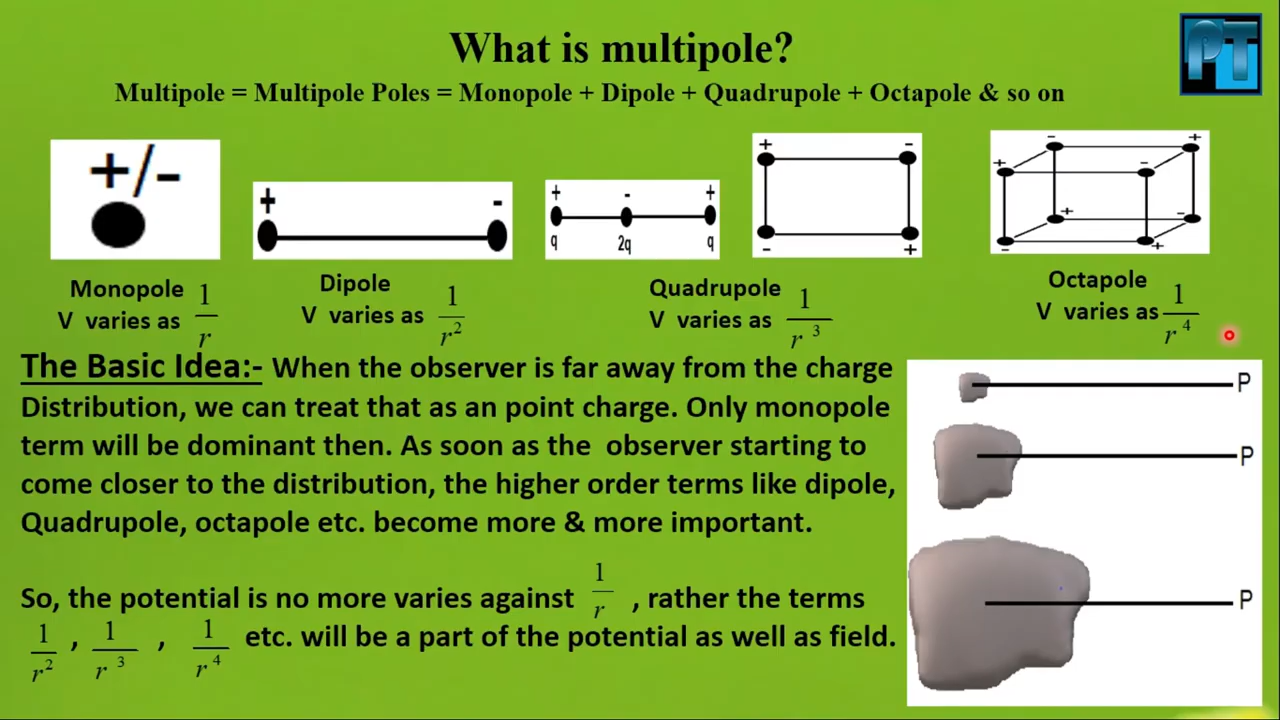 What is multipole?
PT
Multipole = Multipole Poles = Monopole + Dipole + Quadrupole + Octapole & so on
+/-
+ -
+ - +
q 2q q
+ -
- +
- +
+ -
+ -
- +
Monopole 1/r
V varies as
Dipole
V varies as 1/r²
Quadrupole
V varies as 1/r³
Octapole
V varies as 1/r⁴
The Basic Idea:- When the observer is far away from the charge
Distribution, we can treat that as an point charge. Only monopole
term will be dominant then. As soon as the observer starting to
come closer to the distribution, the higher order terms like dipole,
Quadrupole, octapole etc. become more & more important.
So, the potential is no more varies against 1/r , rather the terms
1/r² , 1/r³ , 1/r⁴ etc. will be a part of the potential as well as field.
P
P
P